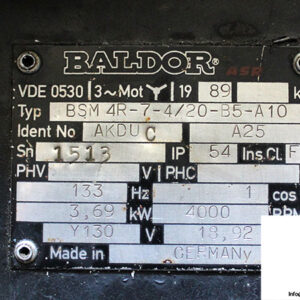 BALDOR® ASR
VDE 0530 3~Mot Y 19 89
Typ BSM 4R-7-4/20-B5-A10
Ident No AKDU C A25
Sn 1513 IP 54 Ins.Cl. F
PHV. V PHC
133 Hz 1 cos
3,69 kW 4000
Y130 V 18,92
Made in GERMANy